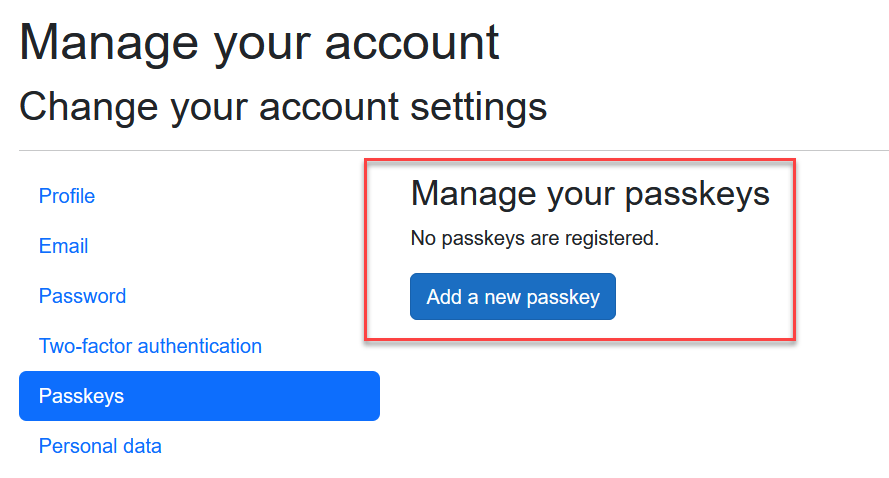 Manage your account
Change your account settings
Profile
Email
Password
Two-factor authentication
Passkeys
Personal data
Manage your passkeys
No passkeys are registered.
Add a new passkey